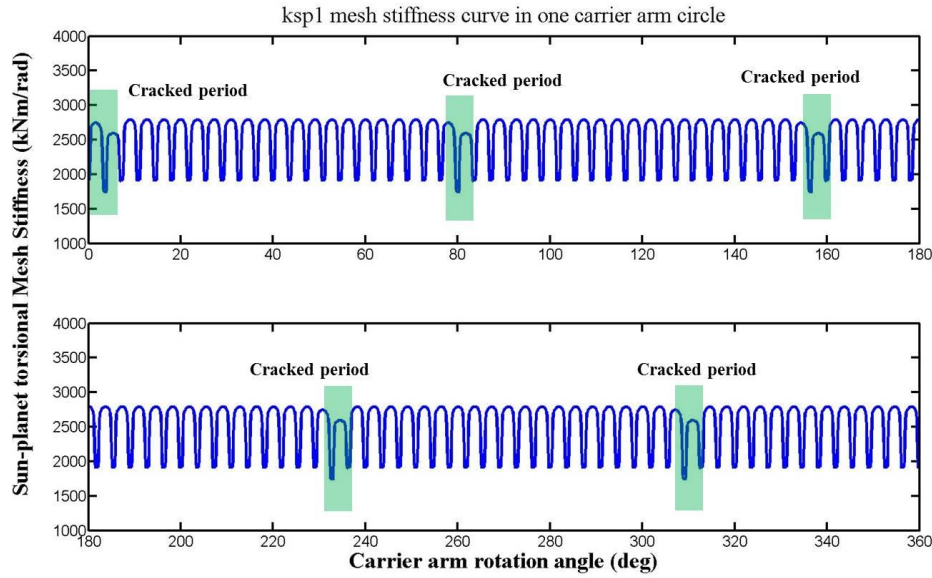 ksp1 mesh stiffness curve in one carrier arm circle
Sun-planet torsional Mesh Stiffness (kNm/rad)
4000
3500
3000
2500
2000
1500
1000
Cracked period
Cracked period
Cracked period
0 20 40 60 80 100 120 140 160 180
4000
3500
3000
2500
2000
1500
1000
Cracked period
Cracked period
180 200 220 240 260 280 300 320 340 360
Carrier arm rotation angle (deg)